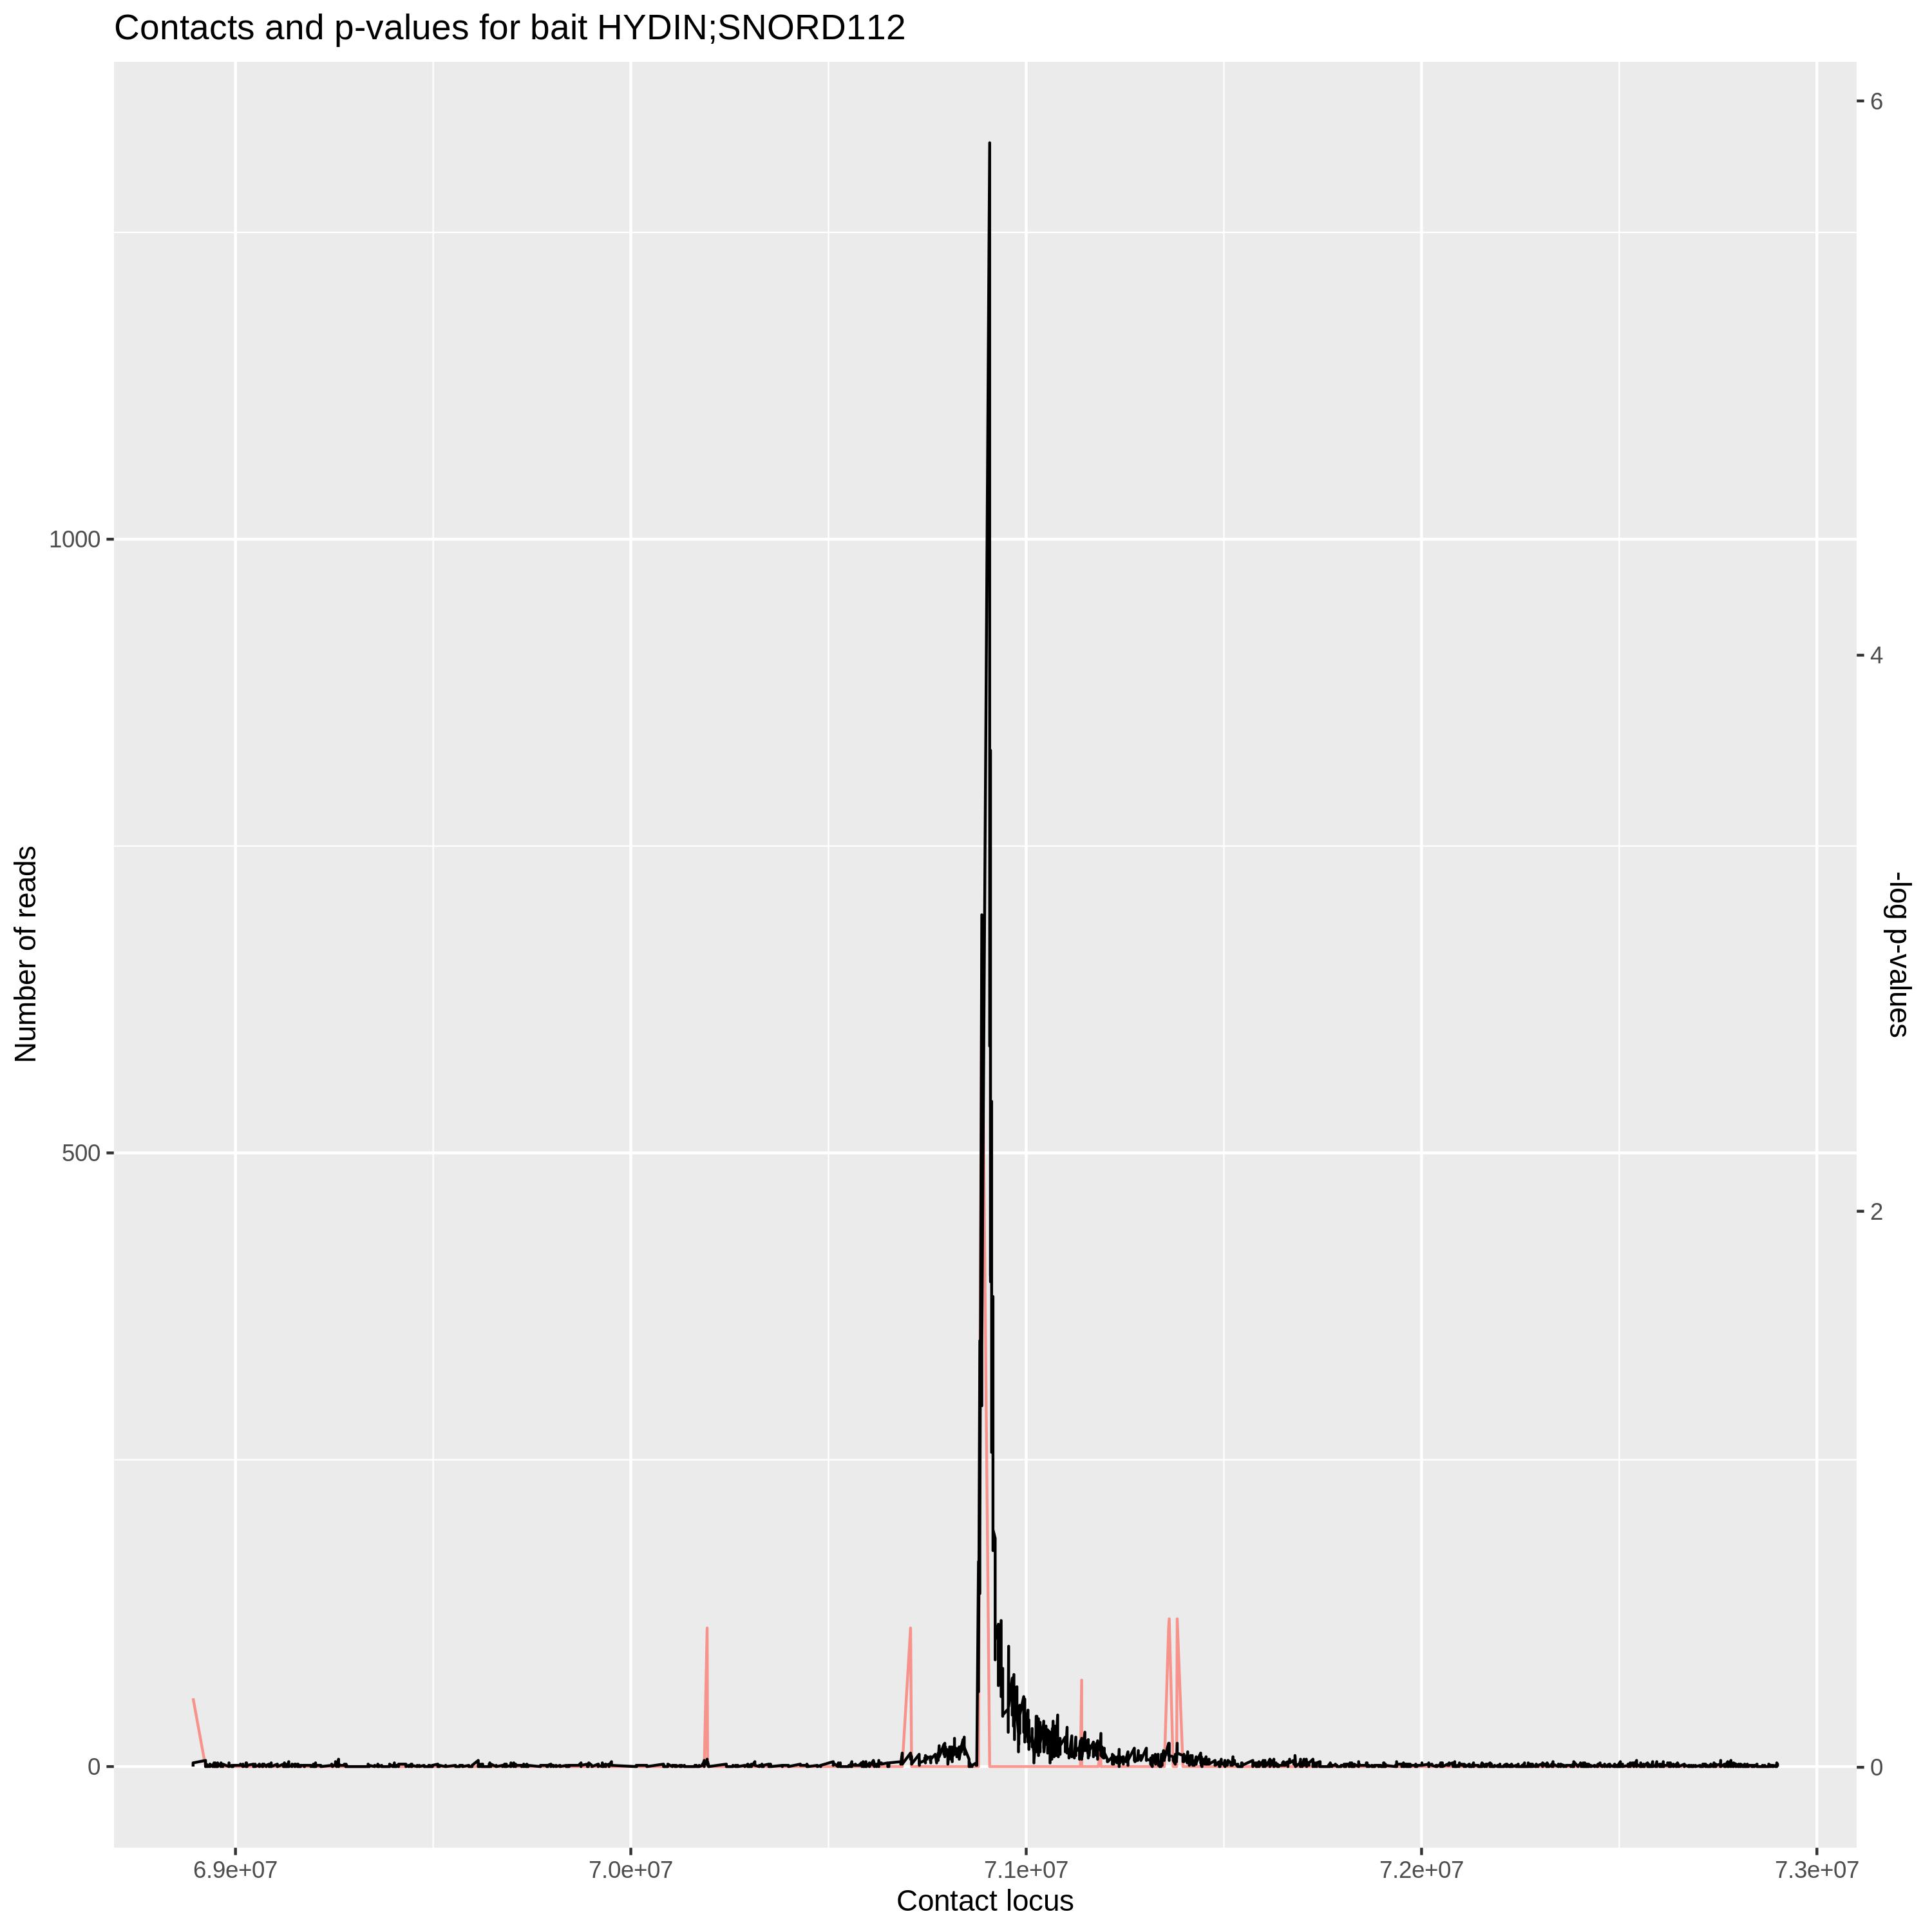 Contacts and p-values for bait HYDIN;SNORD112
6
1000
4
Number of reads
-log p-values
500
2
0
0
6.9e+07 7.0e+07 7.1e+07 7.2e+07 7.3e+07
Contact locus